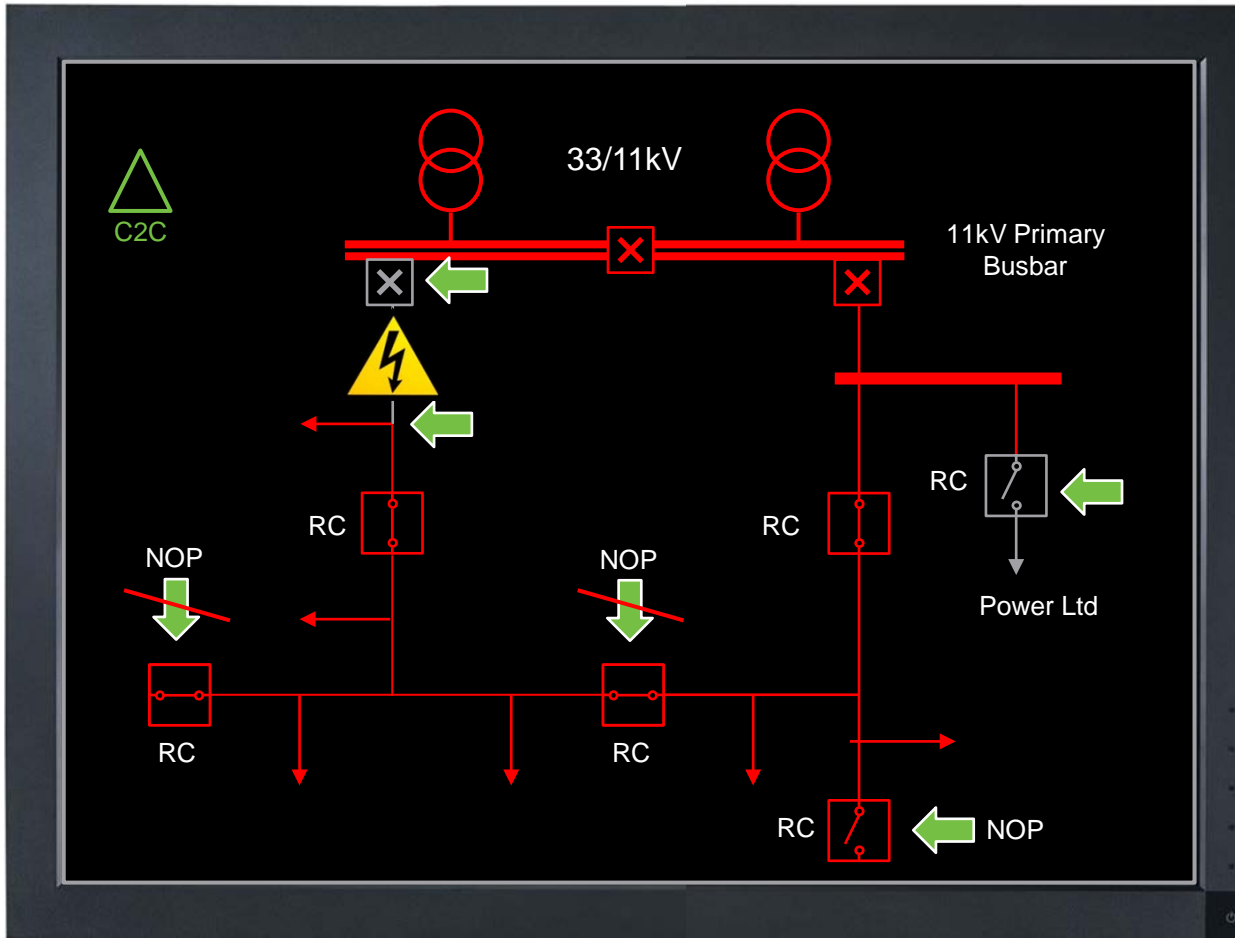 33/11kV
C2C
11kV Primary
Busbar
RC
RC
RC
NOP
NOP
Power Ltd
RC
RC
RC
NOP